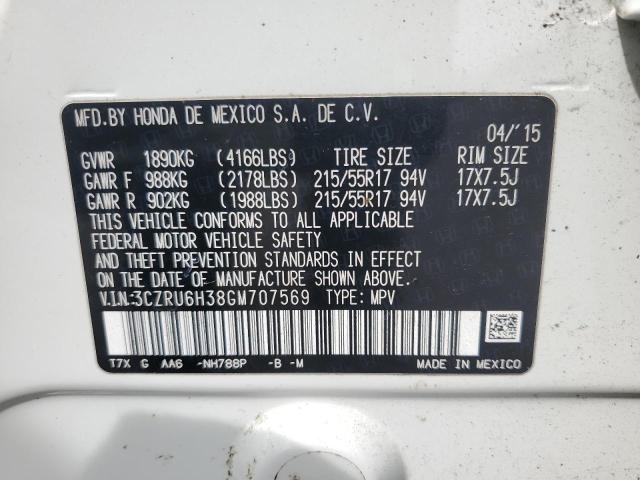 MFD.BY HONDA DE MEXICO S.A. DE C.V.
04/'15
GVWR 1890KG (4166LBS) TIRE SIZE RIM SIZE
GAWR F 988KG (2178LBS) 215/55R17 94V 17X7.5J
GAWR R 902KG (1988LBS) 215/55R17 94V 17X7.5J
THIS VEHICLE CONFORMS TO ALL APPLICABLE
FEDERAL MOTOR VEHICLE SAFETY
AND THEFT PREVENTION STANDARDS IN EFFECT
ON THE DATE OF MANUFACTURE SHOWN ABOVE.
V.I.N:3CZRU6H38GM707569 TYPE: MPV
T7X G AA6 -NH788P -B -M MADE IN MEXICO